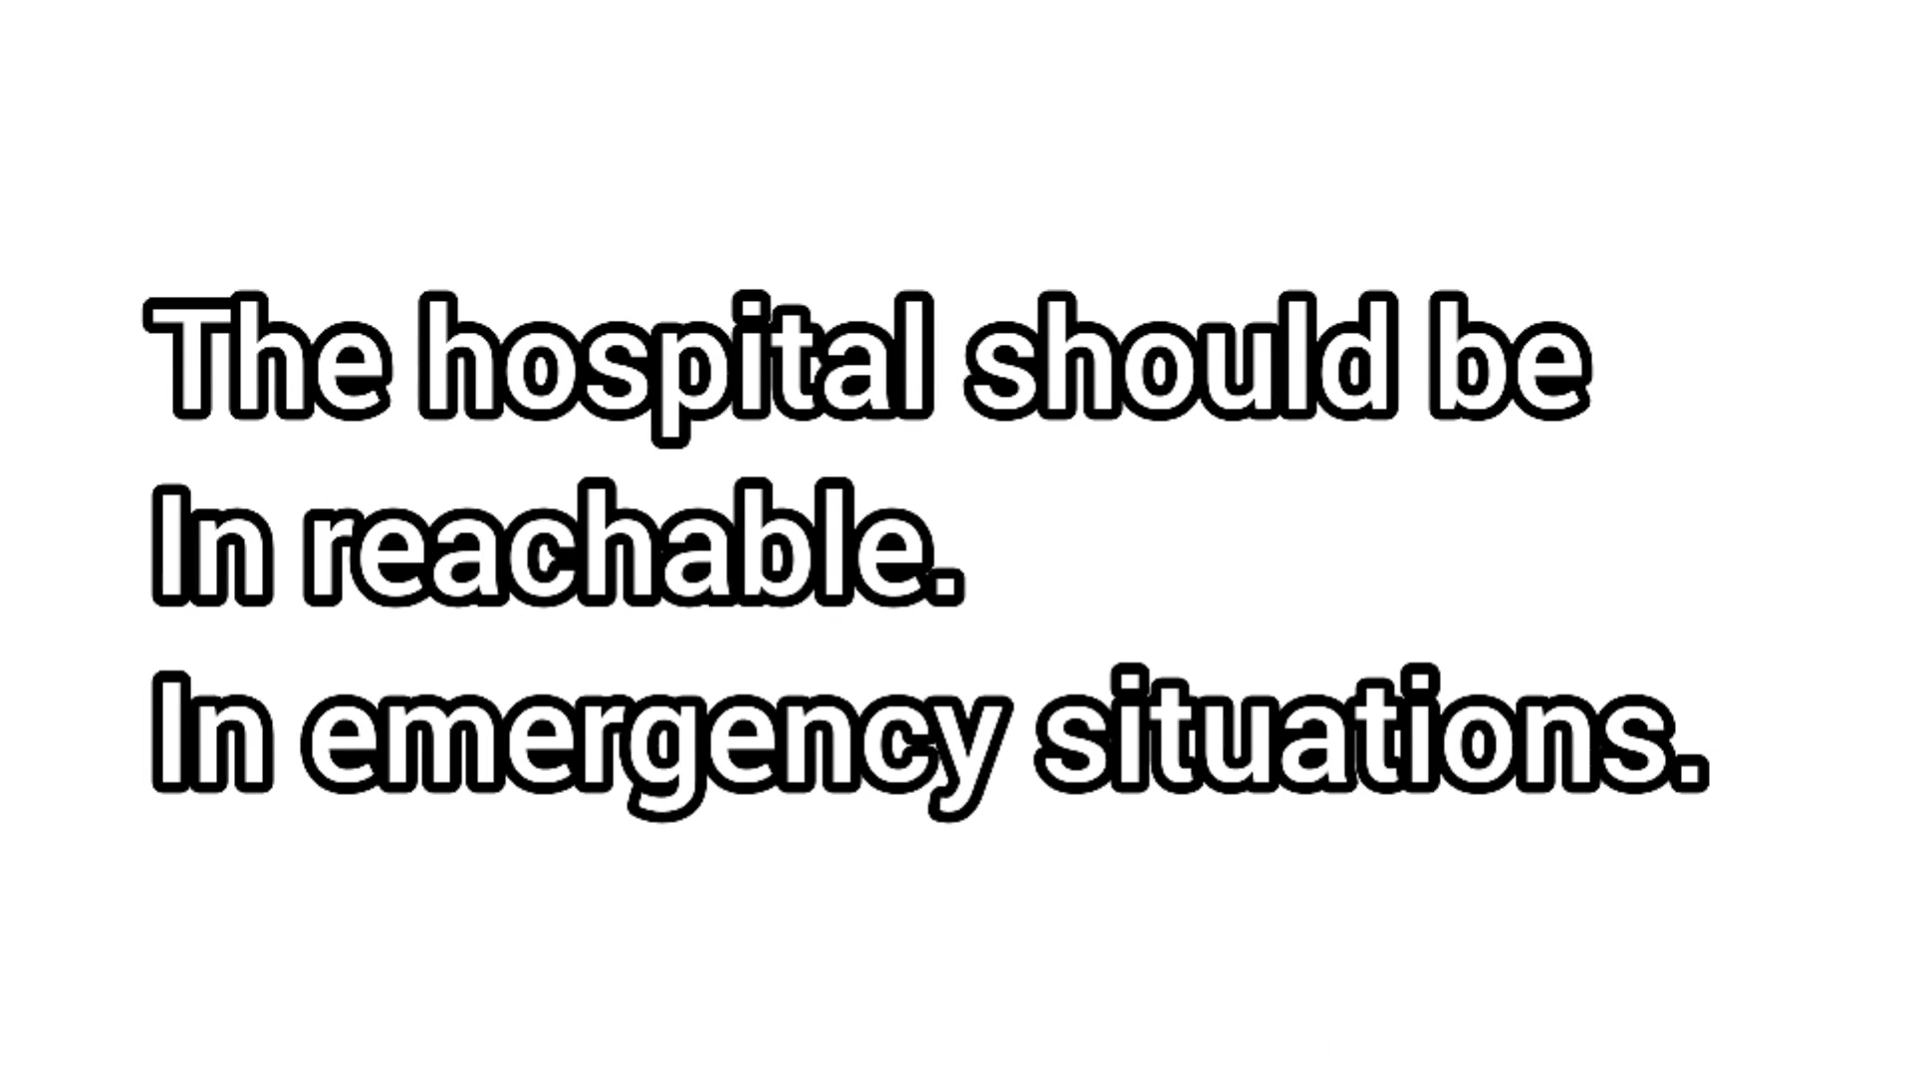 The hospital should be
In reachable.
In emergency situations.